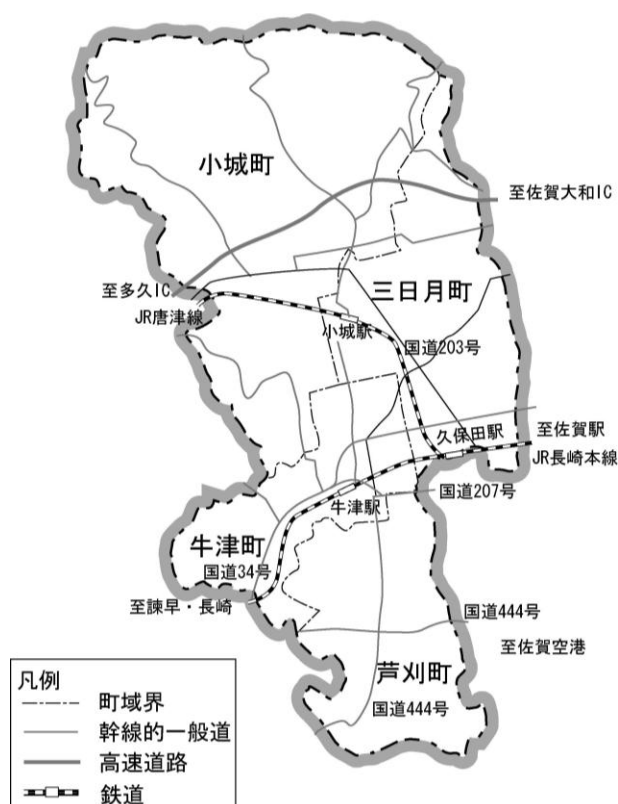 小城町
至佐賀大和IC
至多久IC
三日月町
JR唐津線
小城駅
国道203号
久保田駅
至佐賀駅
JR長崎本線
国道207号
牛津駅
牛津町
国道34号
至諫早・長崎
国道444号
至佐賀空港
芦刈町
国道444号
凡例
町域界
幹線的一般道
高速道路
鉄道